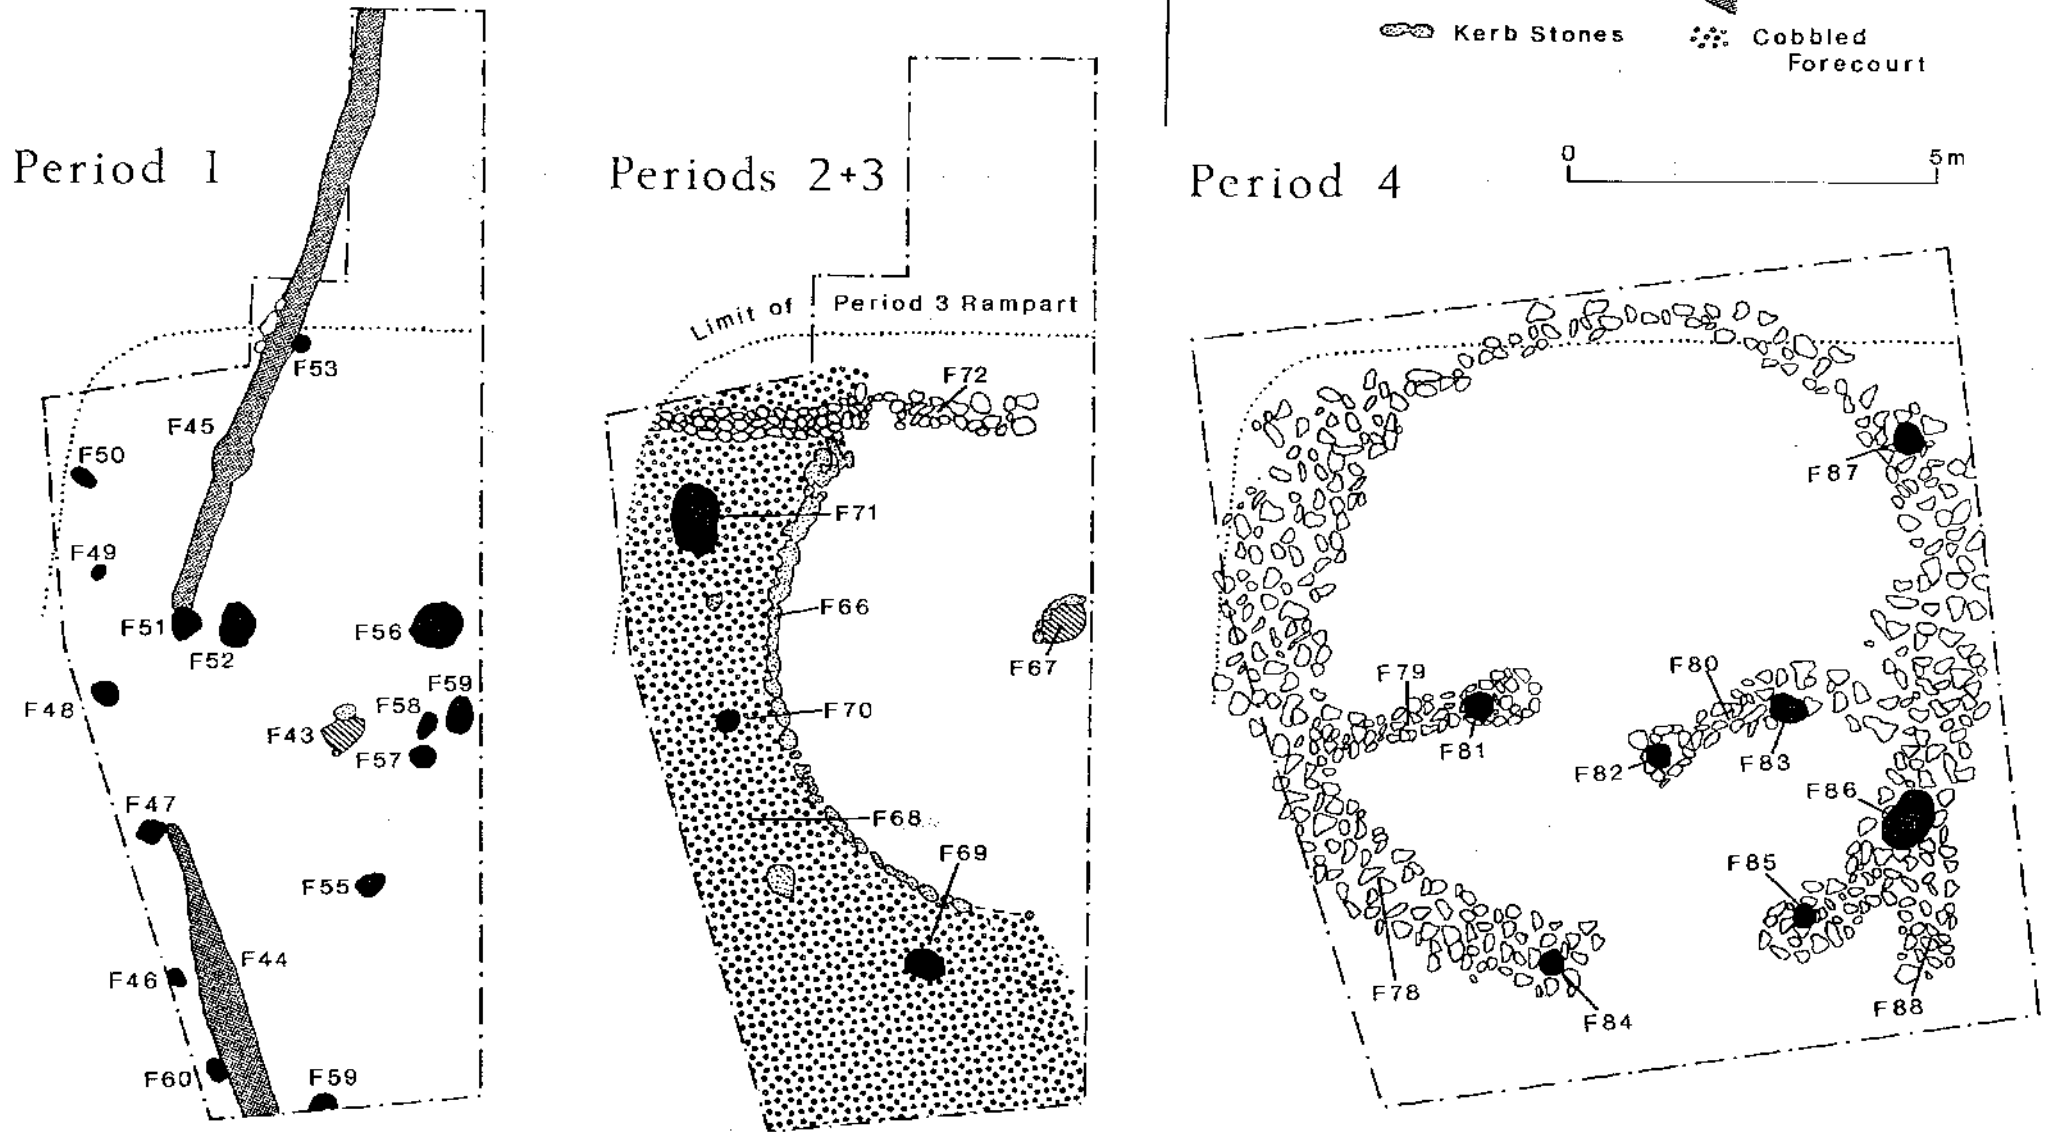 Kerb Stones
Cobbled
Forecourt
0 5m
Period 1
F53
F45
F50
F49
F51
F52
F56
F48
F59
F58
F43
F57
F47
F55
F46
F44
F60
F59
Periods 2+3
Limit of Period 3 Rampart
F72
F71
F66
F67
F70
F68
F69
Period 4
F87
F79
F80
F81
F82
F83
F86
F85
F78
F84
F88